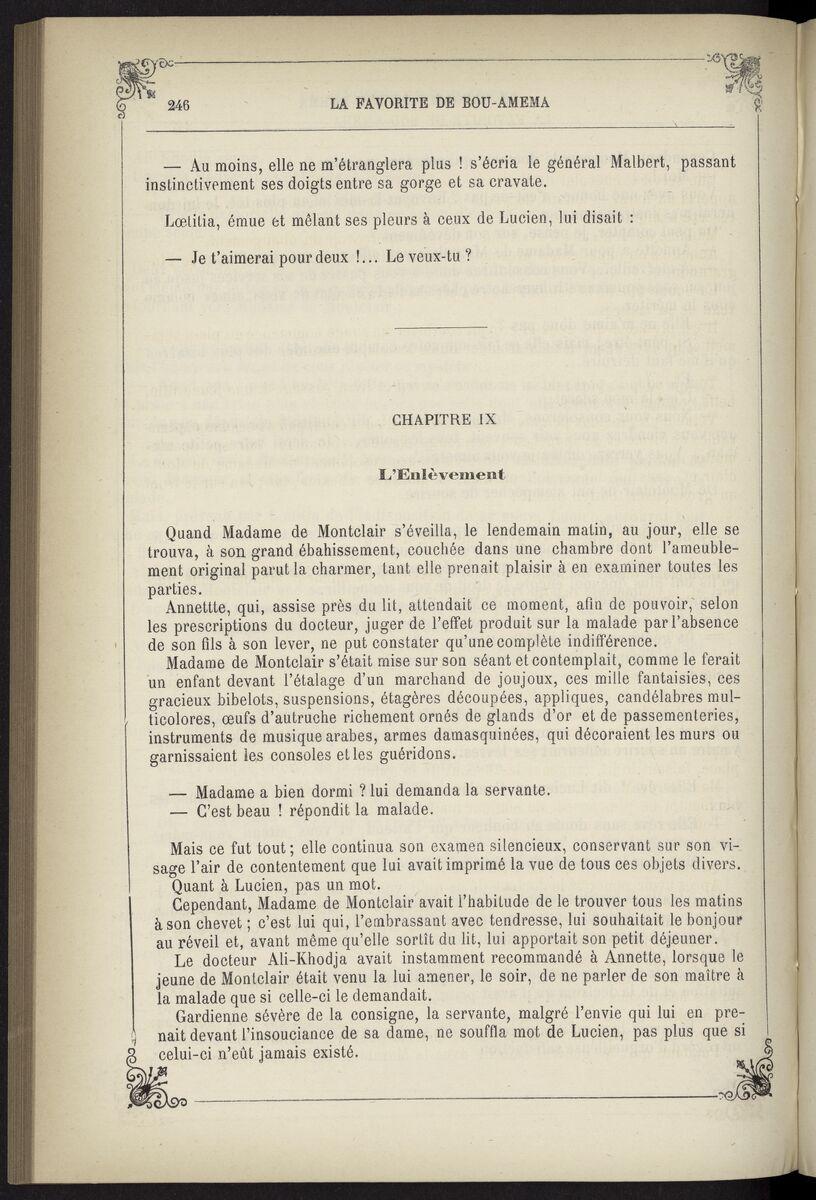 246
LA FAVORITE DE BOU-AMEMA
— Au moins, elle ne m'étranglera plus ! s'écria le général Malbert, passant
instinctivement ses doigts entre sa gorge et sa cravate.
Lœtitia, émue et mêlant ses pleurs à ceux de Lucien, lui disait :
— Je t'aimerai pour deux !... Le veux-tu ?
CHAPITRE IX
L'Enlèvement
Quand Madame de Montclair s'éveilla, le lendemain matin, au jour, elle se
trouva, à son grand ébahissement, couchée dans une chambre dont l'ameuble-
ment original parut la charmer, tant elle prenait plaisir à en examiner toutes les
parties.
Annettte, qui, assise près du lit, attendait ce moment, afin de pouvoir, selon
les prescriptions du docteur, juger de l'effet produit sur la malade par l'absence
de son fils à son lever, ne put constater qu'une complète indifférence.
Madame de Montclair s'était mise sur son séant et contemplait, comme le ferait
un enfant devant l'étalage d'un marchand de joujoux, ces mille fantaisies, ces
gracieux bibelots, suspensions, étagères découpées, appliques, candélabres mul-
ticolores, œufs d'autruche richement ornés de glands d'or et de passementeries,
instruments de musique arabes, armes damasquinées, qui décoraient les murs ou
garnissaient les consoles et les guéridons.
— Madame a bien dormi ? lui demanda la servante.
— C'est beau ! répondit la malade.
Mais ce fut tout ; elle continua son examen silencieux, conservant sur son vi-
sage l'air de contentement que lui avait imprimé la vue de tous ces objets divers.
Quant à Lucien, pas un mot.
Cependant, Madame de Montclair avait l'habitude de le trouver tous les matins
à son chevet ; c'est lui qui, l'embrassant avec tendresse, lui souhaitait le bonjour
au réveil et, avant même qu'elle sortît du lit, lui apportait son petit déjeuner.
Le docteur Ali-Khodja avait instamment recommandé à Annette, lorsque le
jeune de Montclair était venu la lui amener, le soir, de ne parler de son maître à
la malade que si celle-ci le demandait.
Gardienne sévère de la consigne, la servante, malgré l'envie qui lui en pre-
nait devant l'insouciance de sa dame, ne souffla mot de Lucien, pas plus que si
celui-ci n'eût jamais existé.